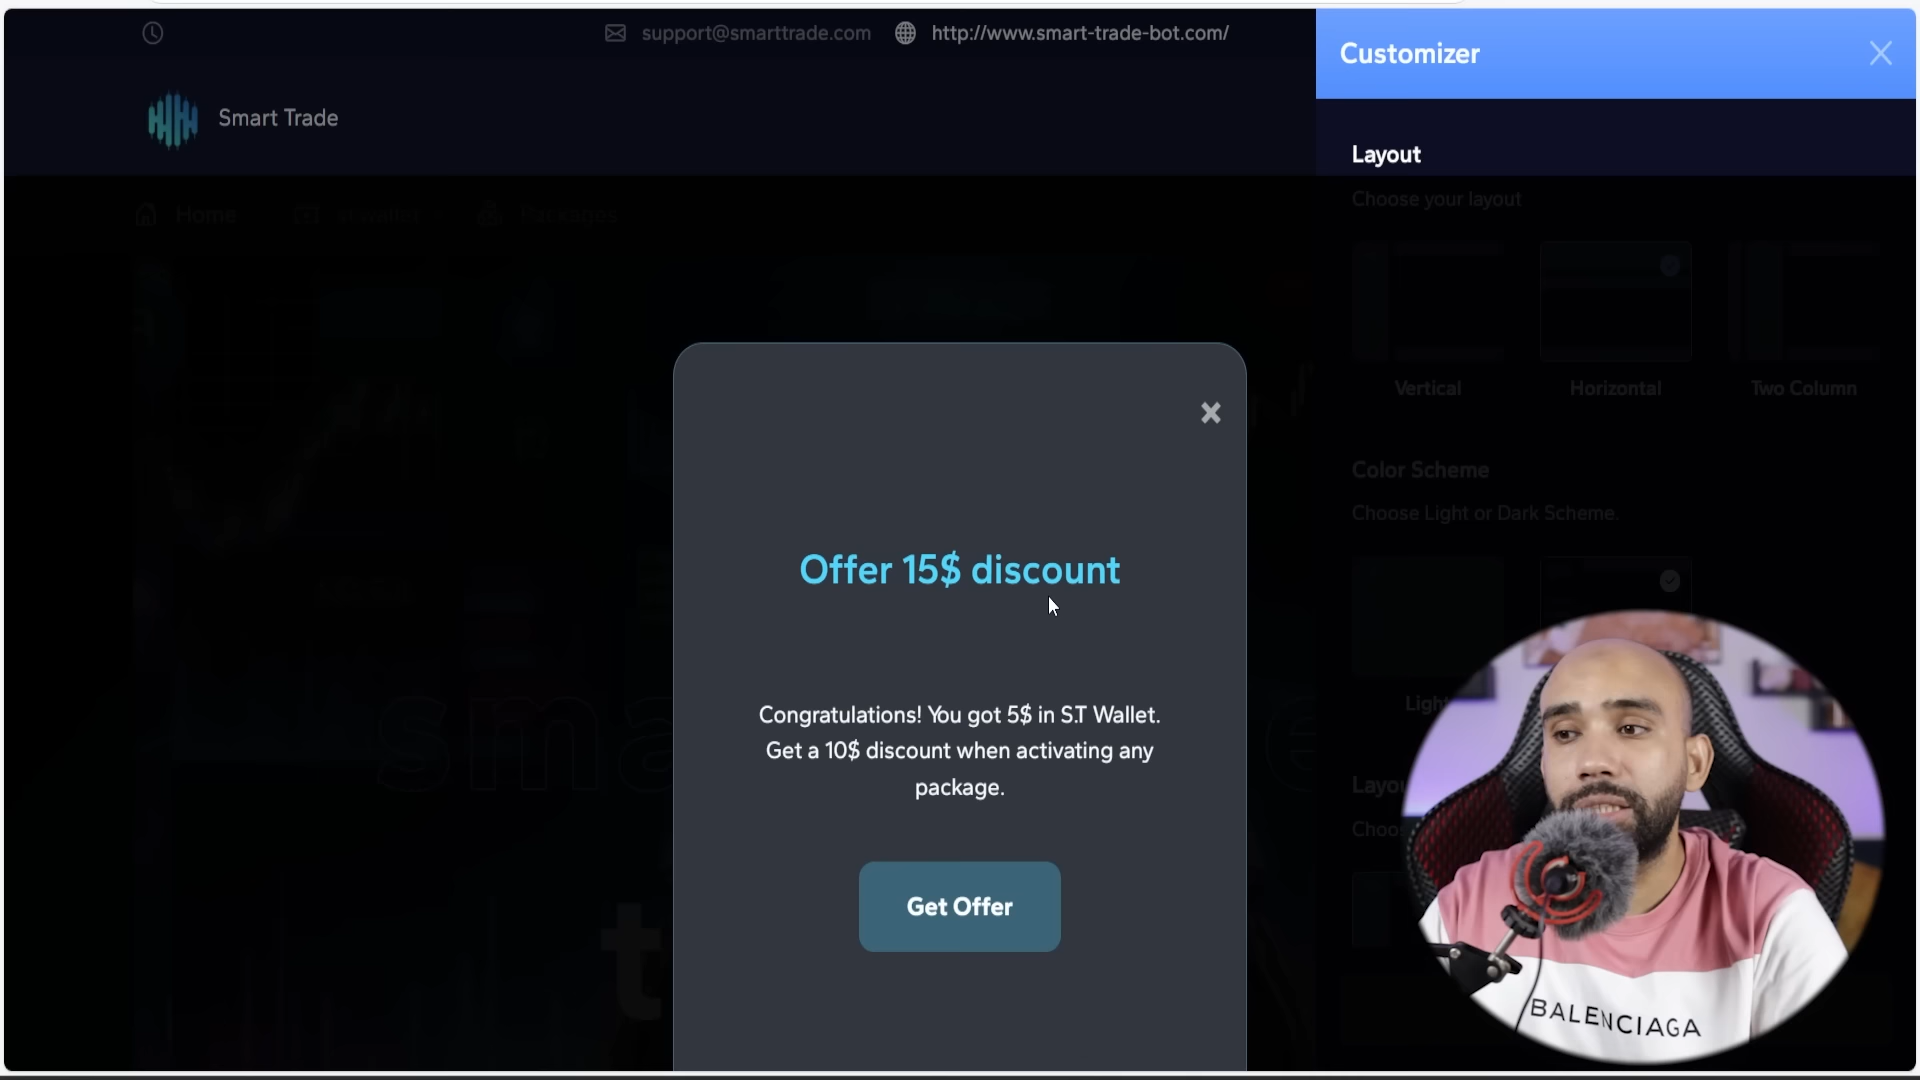 support@smarttrade.com
http://www.smart-trade-bot.com/
Customizer
Smart Trade
Layout
Choose your layout
Home
Packages
Vertical
Horizontal
Two Column
Color Scheme
Choose Light or Dark Scheme.
Offer 15$ discount
Congratulations! You got 5$ in S.T Wallet.
Get a 10$ discount when activating any
package.
Get Offer
BALENCIAGA